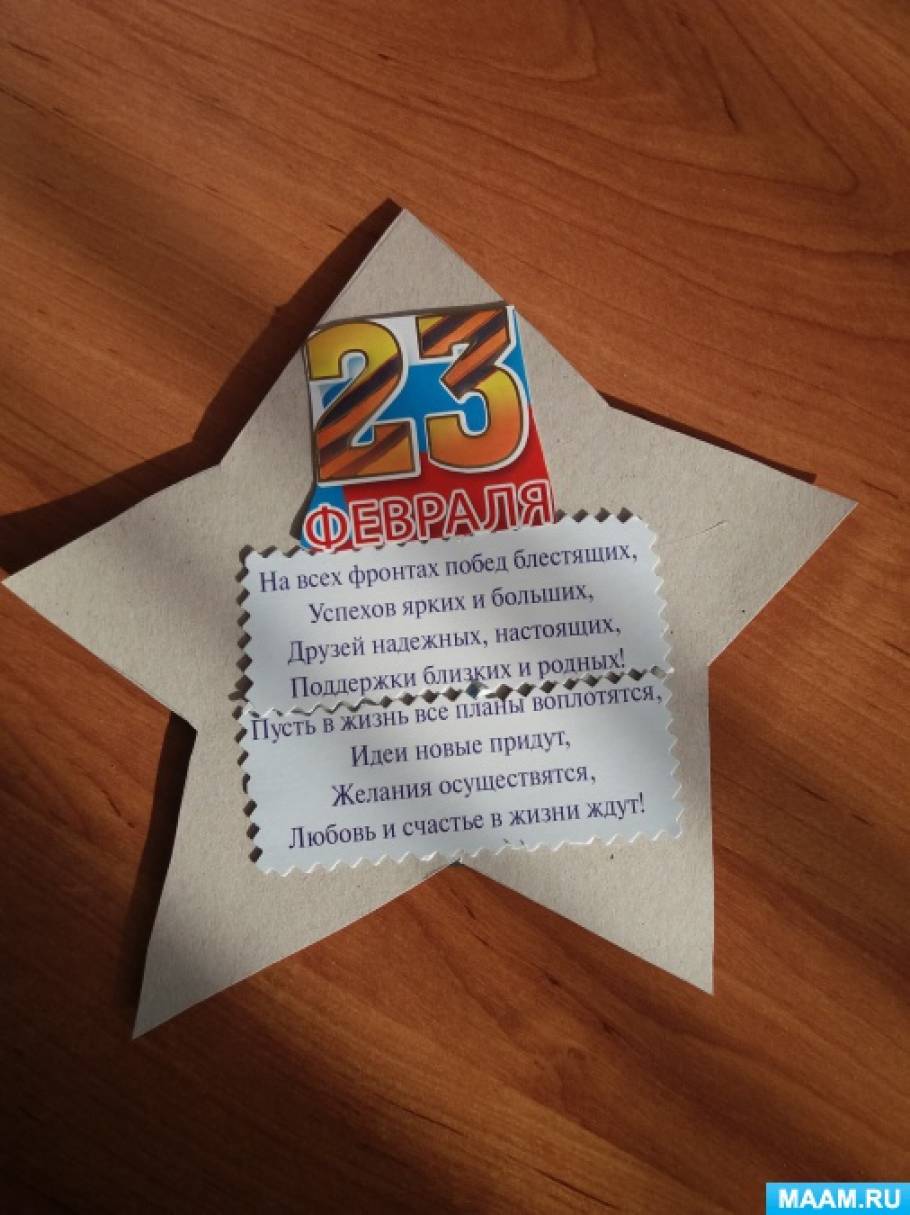 23
ФЕВРАЛЯ
На всех фронтах побед блестящих,
Успехов ярких и больших,
Друзей надежных, настоящих,
Поддержки близких и родных!
Пусть в жизнь все планы воплотятся,
Идеи новые придут,
Желания осуществятся,
Любовь и счастье в жизни ждут!
MAAM.RU